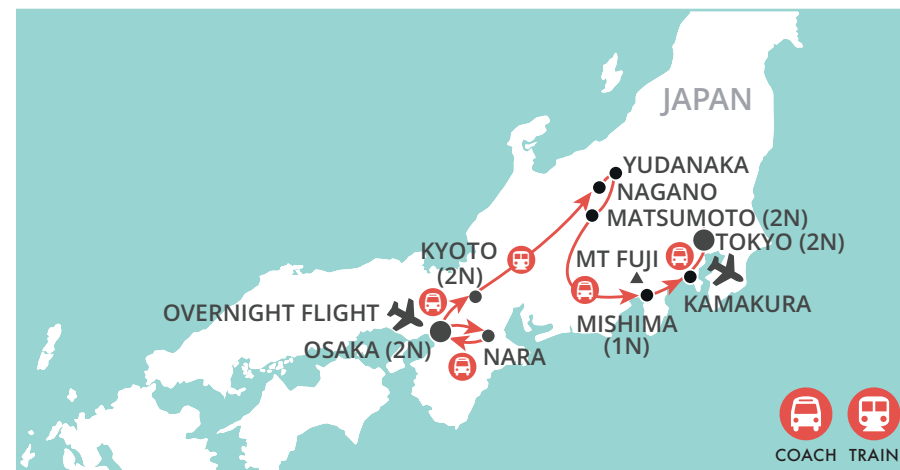 JAPAN
YUDANAKA
NAGANO
MATSUMOTO (2N)
TOKYO (2N)
KYOTO
(2N)
MT FUJI
OVERNIGHT FLIGHT
KAMAKURA
MISHIMA
(1N)
OSAKA (2N)
NARA
COACH TRAIN